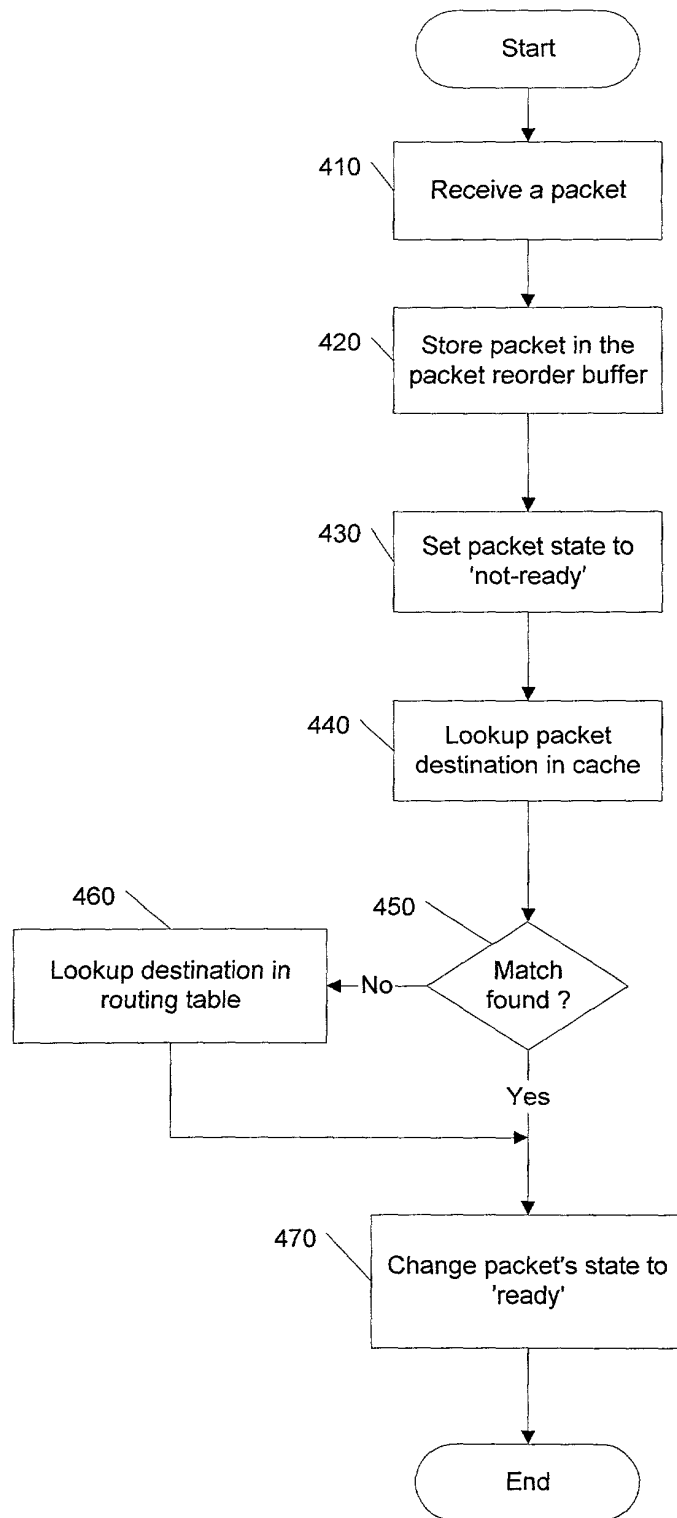 Start
410
Receive a packet
420
Store packet in the
packet reorder buffer
430
Set packet state to
'not-ready'
440
Lookup packet
destination in cache
460
450
Lookup destination in
routing table
No
Match
found ?
Yes
470
Change packet's state to
'ready'
End